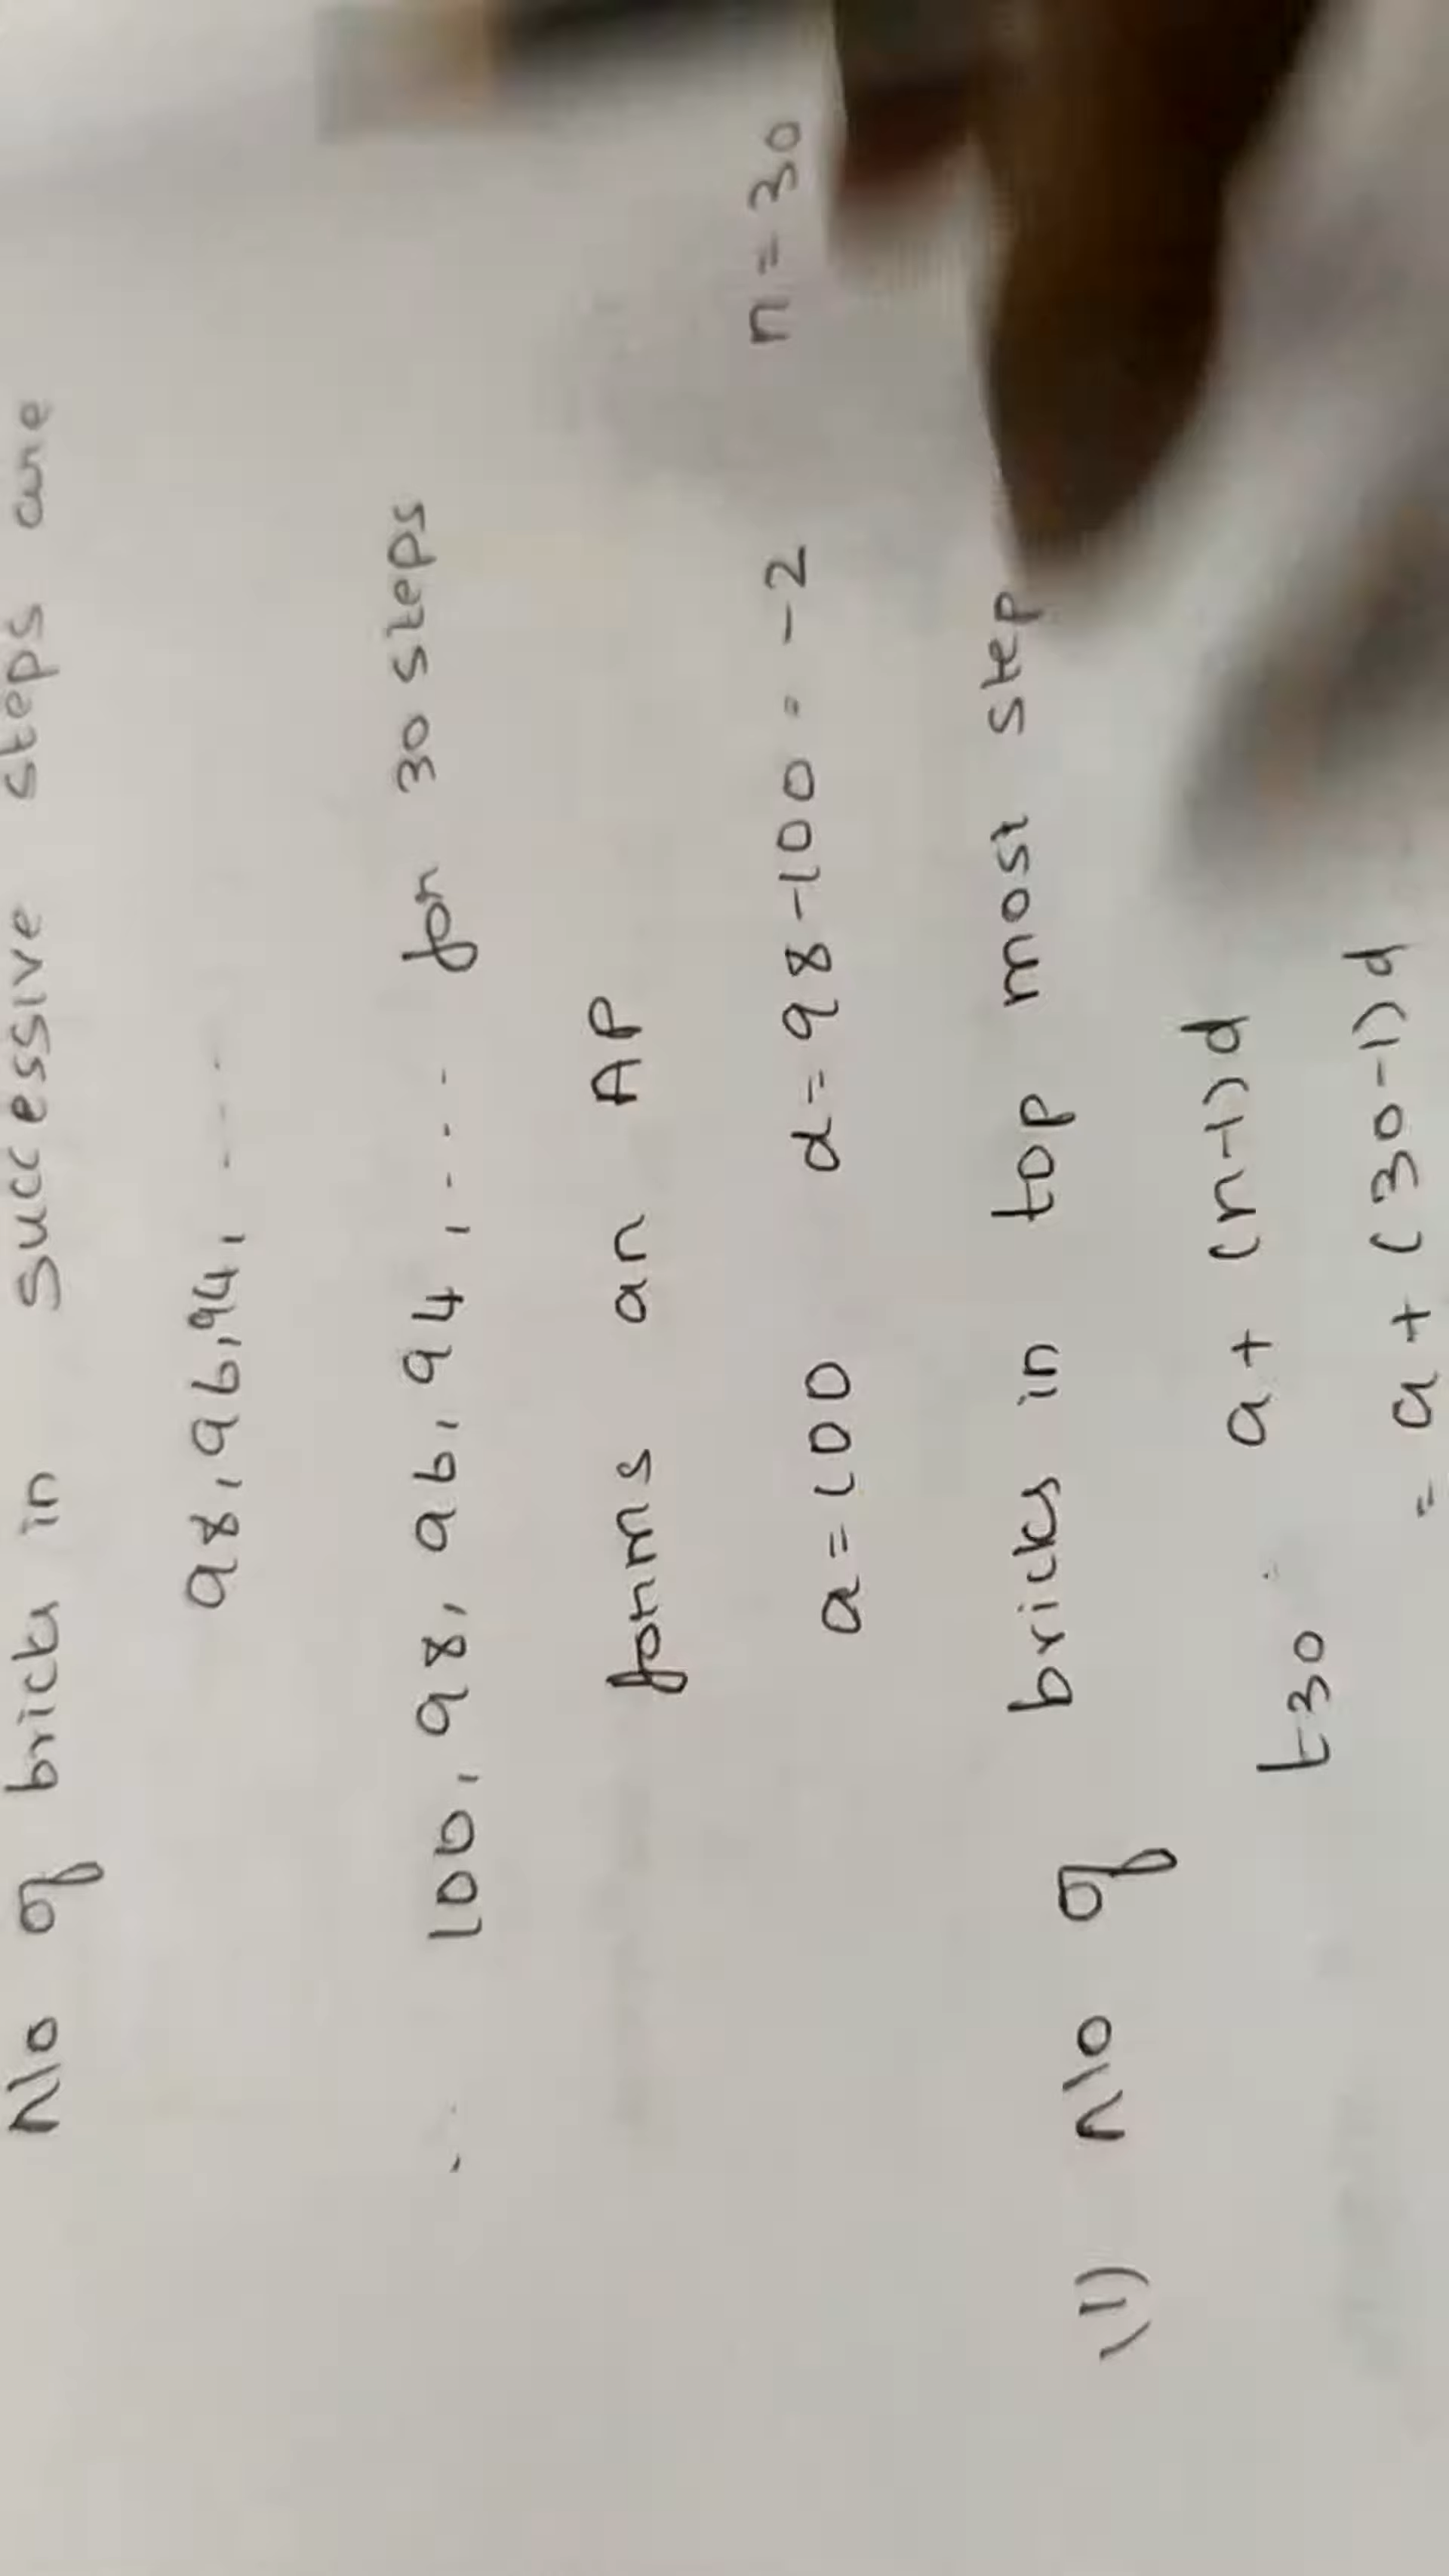 No of bricks in successive steps are
98, 96, 94, ----
∴ 100, 98, 96, 94, ---- for 30 steps
forms an AP
a = 100 d = 98 - 100 = -2 n = 30
(1) No of bricks in top most step
t30 = a + (n-1)d
= a + (30-1)d